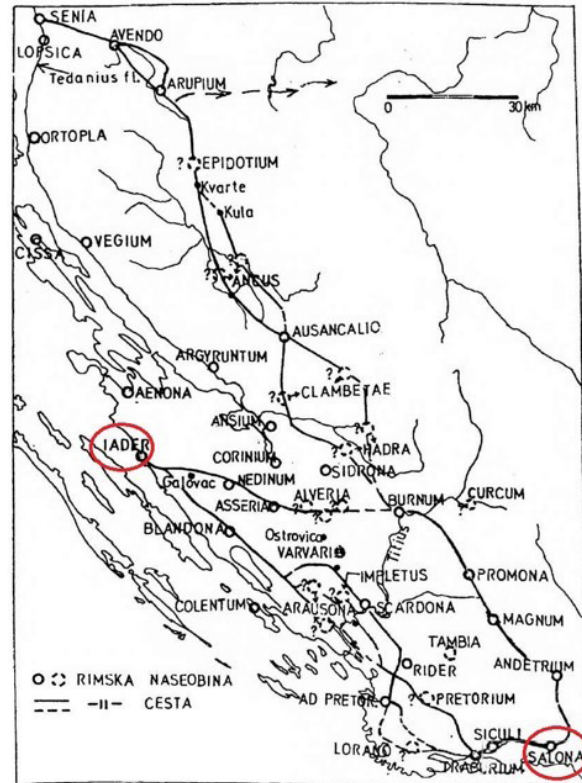 SENIA
AVENDO
LOPSICA
Tedanius fl.
ARUPIUM
0 30 km
ORTOPLA
? EPIDOTIUM
Kvarte
Kula
VEGIUM
CISSA
?
? ANCUS
AUSANCALIO
ARGYRUNTUM
?
? CLAMBETAE
AENONA
ANSIUM
?
IADER
? HADRA
CORINIUM
SIDRONA
Galovac
NEDINUM
ALVERIA
CURCUM
ASSERIA
? ?
BURNUM
?
BLANDONA
Ostrovica
Titius
VARVARI
IMPLETUS
PROMONA
COLENTUM
ARAUSONA
SCARDONA
MAGNUM
? ?
TAMBIA
RIDER
ANDETRIUM
RIMSKA NASEOBINA
AD PRETOR.
? PRETORIUM
-II- CESTA
SICULI
SALONA
?